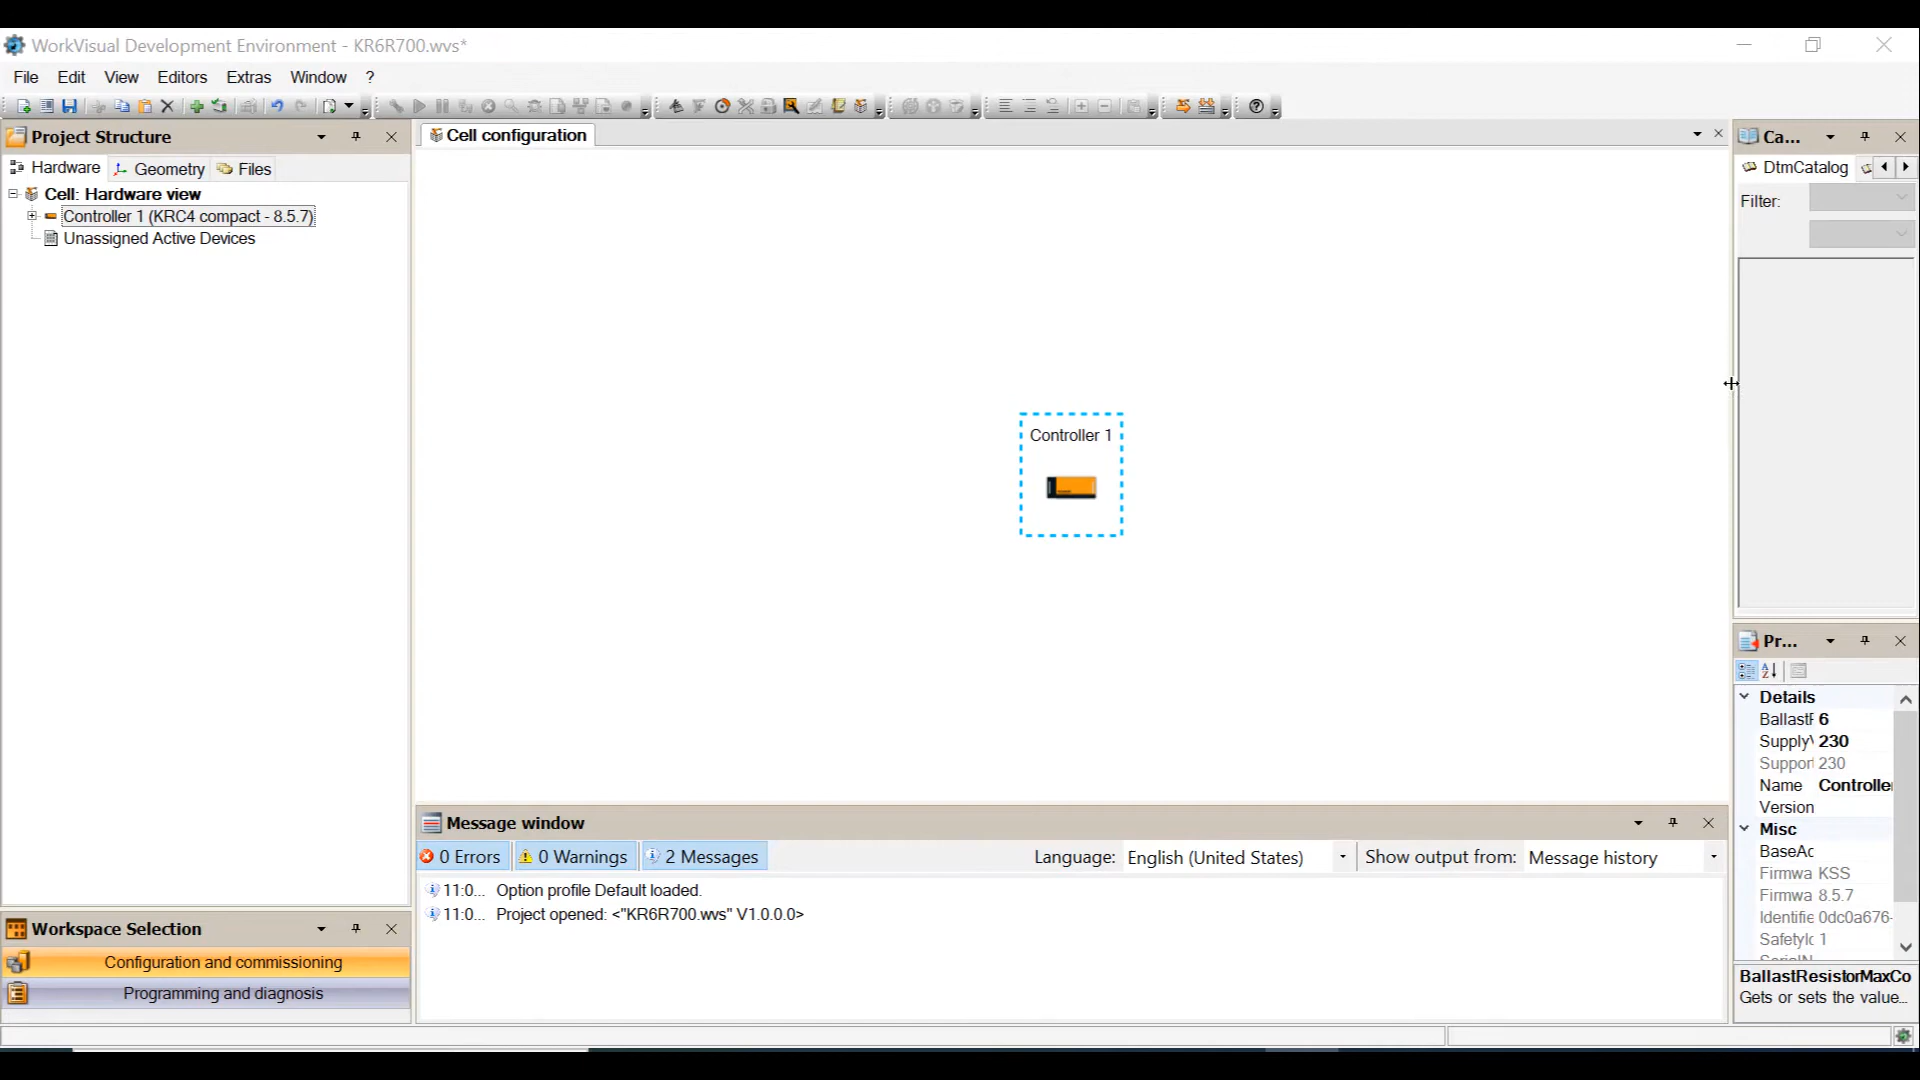 WorkVisual Development Environment - KR6R700.wvs*
File Edit View Editors Extras Window ?
Project Structure
Hardware Geometry Files
Cell: Hardware view
Controller 1 (KRC4 compact - 8.5.7)
Unassigned Active Devices
Workspace Selection
Configuration and commissioning
Programming and diagnosis
Cell configuration
Controller 1
Message window
0 Errors 0 Warnings 2 Messages Language: English (United States) Show output from: Message history
11:0... Option profile Default loaded.
11:0... Project opened: <"KR6R700.wvs" V1.0.0.0>
Ca...
DtmCatalog
Filter:
Pr...
Details
BallastF 6
SupplyV 230
Support 230
Name Controller
Version
Misc
BaseAc
Firmwa KSS
Firmwa 8.5.7
Identifie 0dc0a676-
SafetyIc 1
BallastResistorMaxCo
Gets or sets the value...